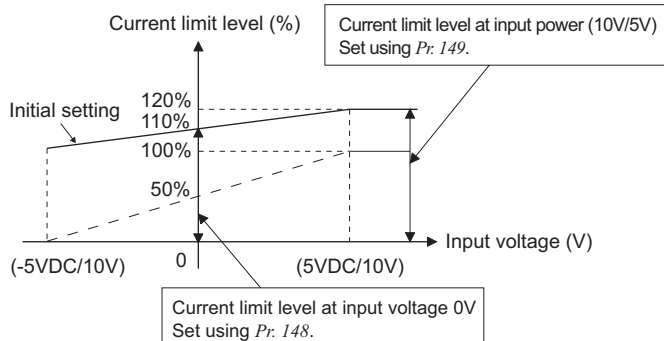 Current limit level (%)
Current limit level at input power (10V/5V)
Set using Pr. 149.
Initial setting
120%
110%
100%
50%
Input voltage (V)
(-5VDC/10V)
0
(5VDC/10V)
Current limit level at input voltage 0V
Set using Pr. 148.